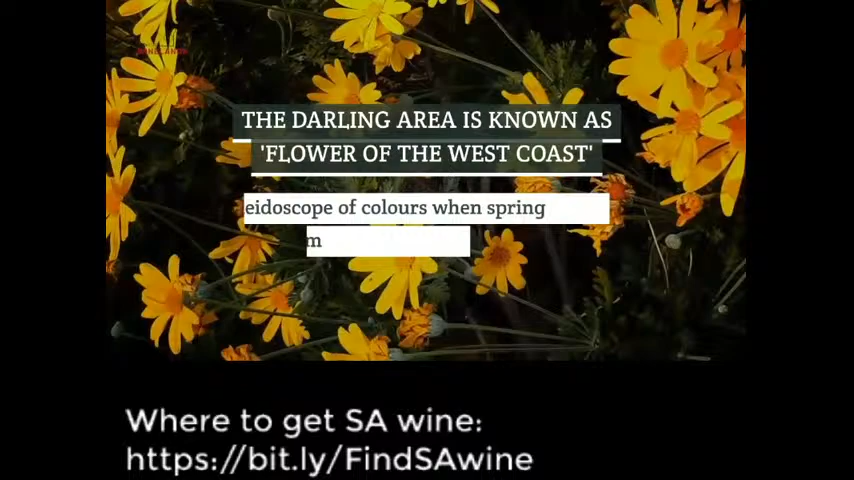 THE DARLING AREA IS KNOWN AS
'FLOWER OF THE WEST COAST'
eidoscope of colours when spring
m
Where to get SA wine:
https://bit.ly/FindSAwine